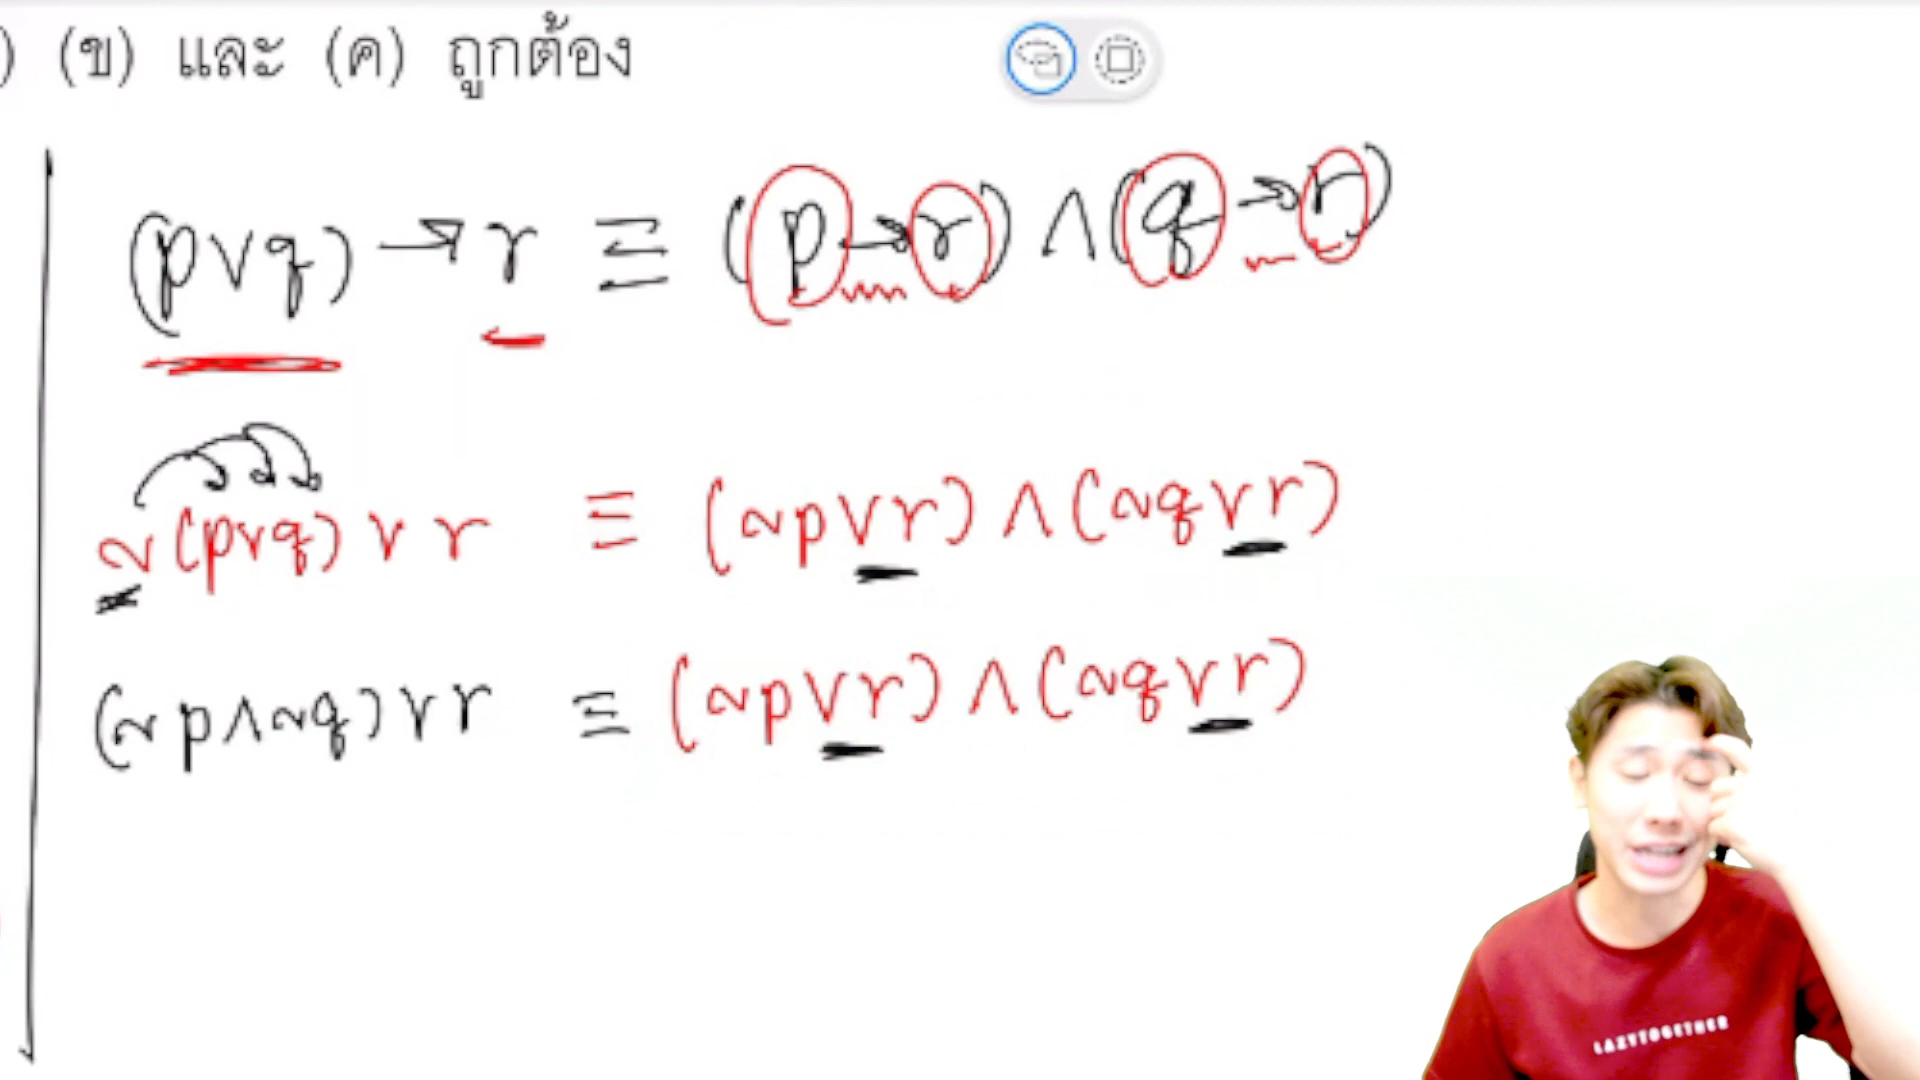 ) (ข) และ (ค) ถูกต้อง
(p∨q) → r ≡ (p → r) ∧ (q → r)
~(p∨q) ∨ r ≡ (~p∨r) ∧ (~q∨r)
(~p∧~q) ∨ r ≡ (~p∨r) ∧ (~q∨r)
LAZYTOGETHER